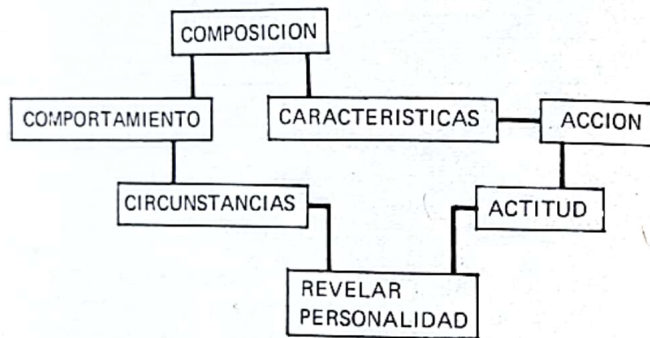 COMPOSICION
COMPORTAMIENTO
CARACTERISTICAS
ACCION
CIRCUNSTANCIAS
ACTITUD
REVELAR
PERSONALIDAD